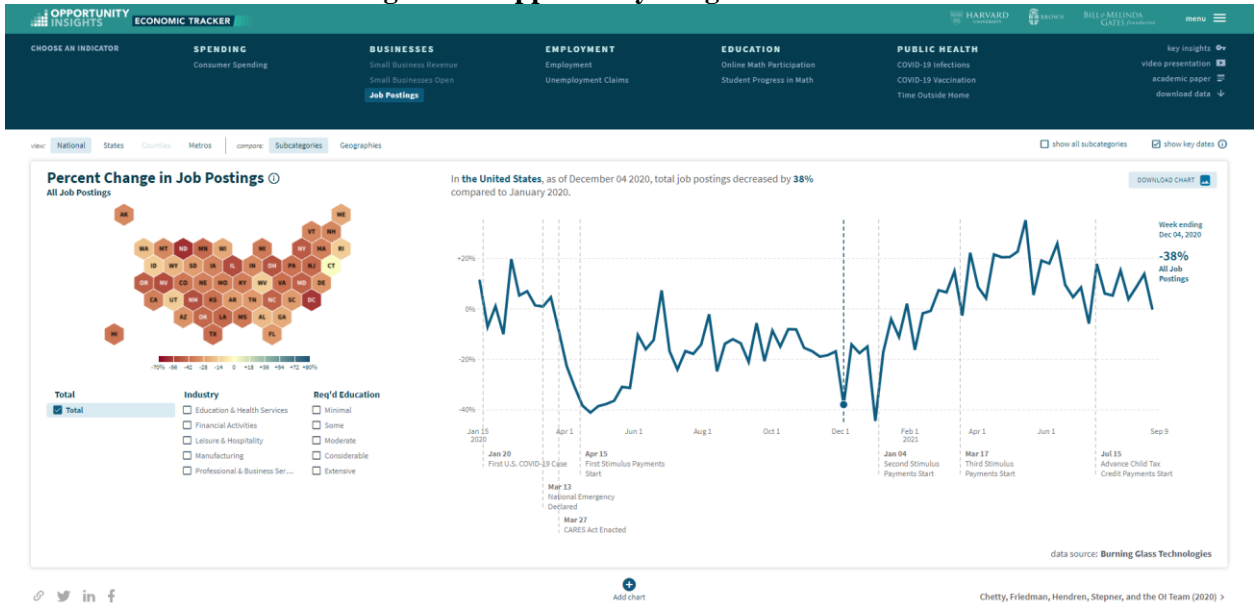 OPPORTUNITY
INSIGHTS ECONOMIC TRACKER
HARVARD
UNIVERSITY
BROWN
BILL & MELINDA
GATES foundation
menu
CHOOSE AN INDICATOR
SPENDING
Consumer Spending
BUSINESSES
Small Business Revenue
Small Businesses Open
Job Postings
EMPLOYMENT
Employment
Unemployment Claims
EDUCATION
Online Math Participation
Student Progress in Math
PUBLIC HEALTH
COVID-19 Infections
COVID-19 Vaccination
Time Outside Home
key insights
video presentation
academic paper
download data
view: National States Counties Metros compare: Subcategories Geographies
show all subcategories show key dates
Percent Change in Job Postings
All Job Postings
AK ME
VT NH
WA MT ND MN WI MI NY MA RI
ID WY SD IA IL IN OH PA NJ CT
OR NV CO NE MO KY WV VA MD DE
CA UT NM KS AR TN NC SC DC
AZ OK LA MS AL GA
HI TX FL
-70% -56 -42 -28 -14 0 +18 +36 +54 +72 +90%
Total
Total
Industry
Education & Health Services
Financial Activities
Leisure & Hospitality
Manufacturing
Professional & Business Ser...
Req'd Education
Minimal
Some
Moderate
Considerable
Extensive
In the United States, as of December 04 2020, total job postings decreased by 38%
compared to January 2020.
DOWNLOAD CHART
Week ending
Dec 04, 2020
-38%
All Job
Postings
+20%
0%
-20%
-40%
Jan 15 Apr 1 Jun 1 Aug 1 Oct 1 Dec 1 Feb 1 Apr 1 Jun 1 Sep 9
2020 2021
Jan 20
First U.S. COVID-19 Case
Mar 13
National Emergency
Declared
Mar 27
CARES Act Enacted
Apr 15
First Stimulus Payments
Start
Jan 04
Second Stimulus
Payments Start
Mar 17
Third Stimulus
Payments Start
Jul 15
Advance Child Tax
Credit Payments Start
data source: Burning Glass Technologies
Add chart
Chetty, Friedman, Hendren, Stepner, and the OI Team (2020) >